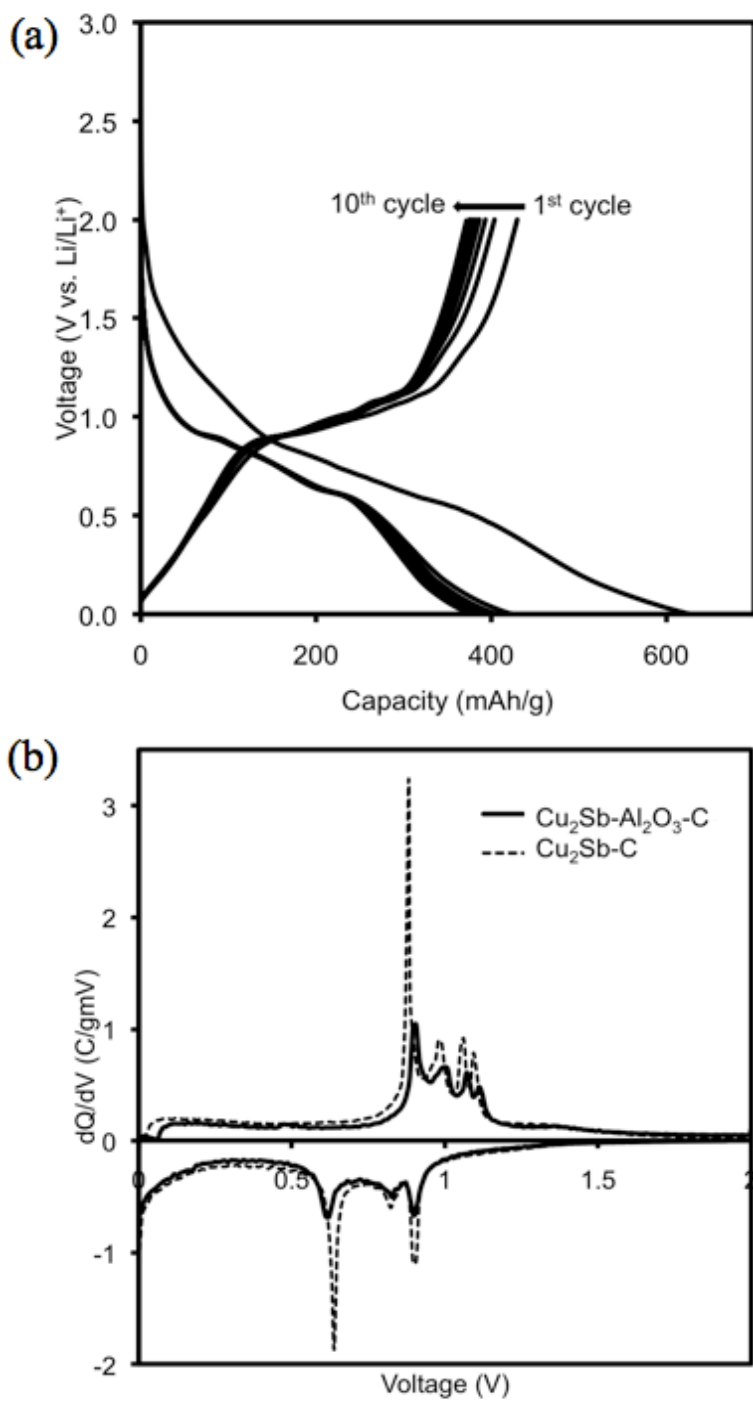 (a)
3.0
2.5
2.0
1.5
1.0
0.5
0.0
Voltage (V vs. Li/Li⁺)
10ᵗʰ cycle 1ˢᵗ cycle
0 200 400 600
Capacity (mAh/g)
(b)
3
2
1
0
-1
-2
dQ/dV (C/gmV)
Cu₂Sb-Al₂O₃-C
Cu₂Sb-C
0 0.5 1 1.5 2
Voltage (V)